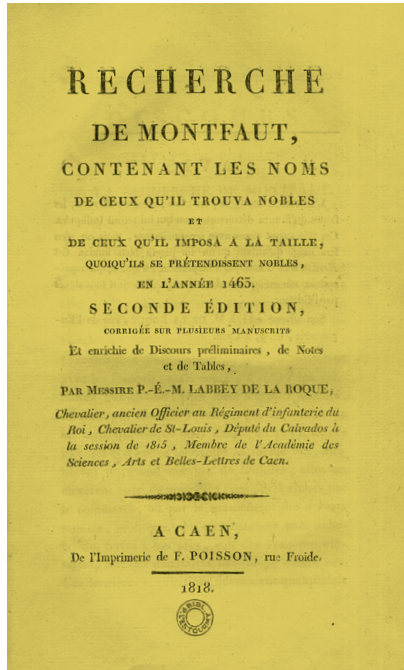 RECHERCHE
DE MONTFAUT,
CONTENANT LES NOMS
DE CEUX QU'IL TROUVA NOBLES
ET
DE CEUX QU'IL IMPOSA A LA TAILLE,
QUOIQU'ILS SE PRÉTENDISSENT NOBLES,
EN L'ANNÉE 1463.
SECONDE ÉDITION,
CORRIGÉE SUR PLUSIEURS MANUSCRITS
Et enrichie de Discours préliminaires, de Notes
et de Tables,
PAR MESSIRE P.-É.-M. LABBEY DE LA ROQUE,
Chevalier, ancien Officier au Régiment d'infanterie du
Roi, Chevalier de St-Louis, Député du Calvados à
la session de 1815, Membre de l'Académie des
Sciences, Arts et Belles-Lettres de Caen.
A CAEN,
De l'Imprimerie de F. POISSON, rue Froide.
1818.